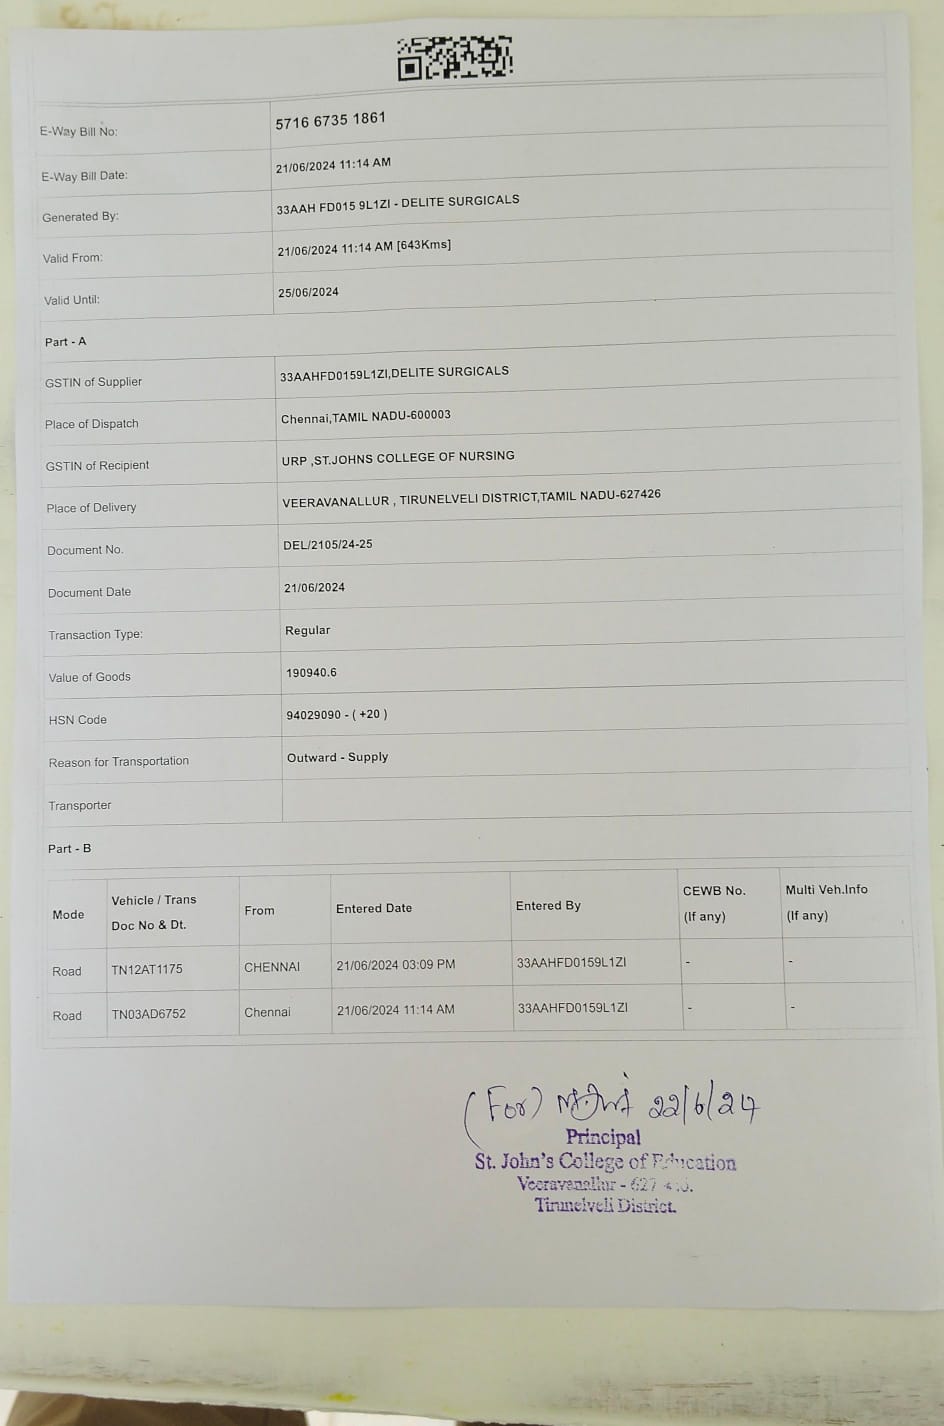 E-Way Bill No: 5716 6735 1861
E-Way Bill Date: 21/06/2024 11:14 AM
Generated By: 33AAH FD015 9L1ZI - DELITE SURGICALS
Valid From: 21/06/2024 11:14 AM [643Kms]
Valid Until: 25/06/2024
Part - A
GSTIN of Supplier 33AAHFD0159L1ZI,DELITE SURGICALS
Place of Dispatch Chennai,TAMIL NADU-600003
GSTIN of Recipient URP ,ST.JOHNS COLLEGE OF NURSING
Place of Delivery VEERAVANALLUR , TIRUNELVELI DISTRICT,TAMIL NADU-627426
Document No. DEL/2105/24-25
Document Date 21/06/2024
Transaction Type: Regular
Value of Goods 190940.6
HSN Code 94029090 - ( +20 )
Reason for Transportation Outward - Supply
Transporter
Part - B
Mode Vehicle / Trans Doc No & Dt. From Entered Date Entered By CEWB No. (If any) Multi Veh.Info (If any)
Road TN12AT1175 CHENNAI 21/06/2024 03:09 PM 33AAHFD0159L1ZI - -
Road TN03AD6752 Chennai 21/06/2024 11:14 AM 33AAHFD0159L1ZI - -
(For) 22/6/24
Principal
St. John's College of Education
Veeravanallur -
Tirunelveli District.